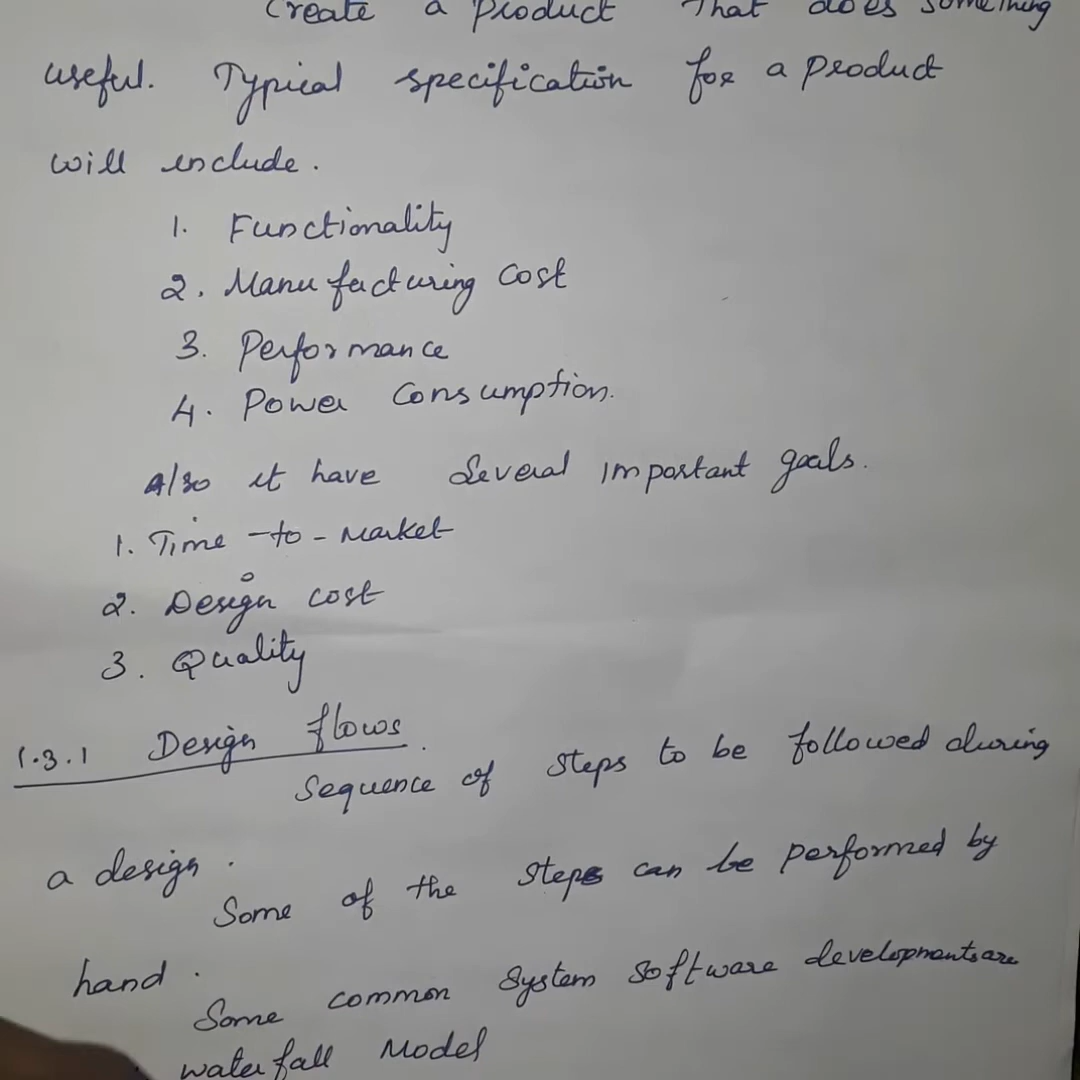 Create a product that does something
useful. Typical specification for a product
will include.
1. Functionality
2. Manufacturing cost
3. Performance
4. Power consumption.
Also it have several important goals.
1. Time-to-market
2. Design cost
3. Quality
1.3.1 Design flows.
Sequence of steps to be followed during
a design.
Some of the steps can be performed by
hand.
Some common system software developments are
waterfall Model